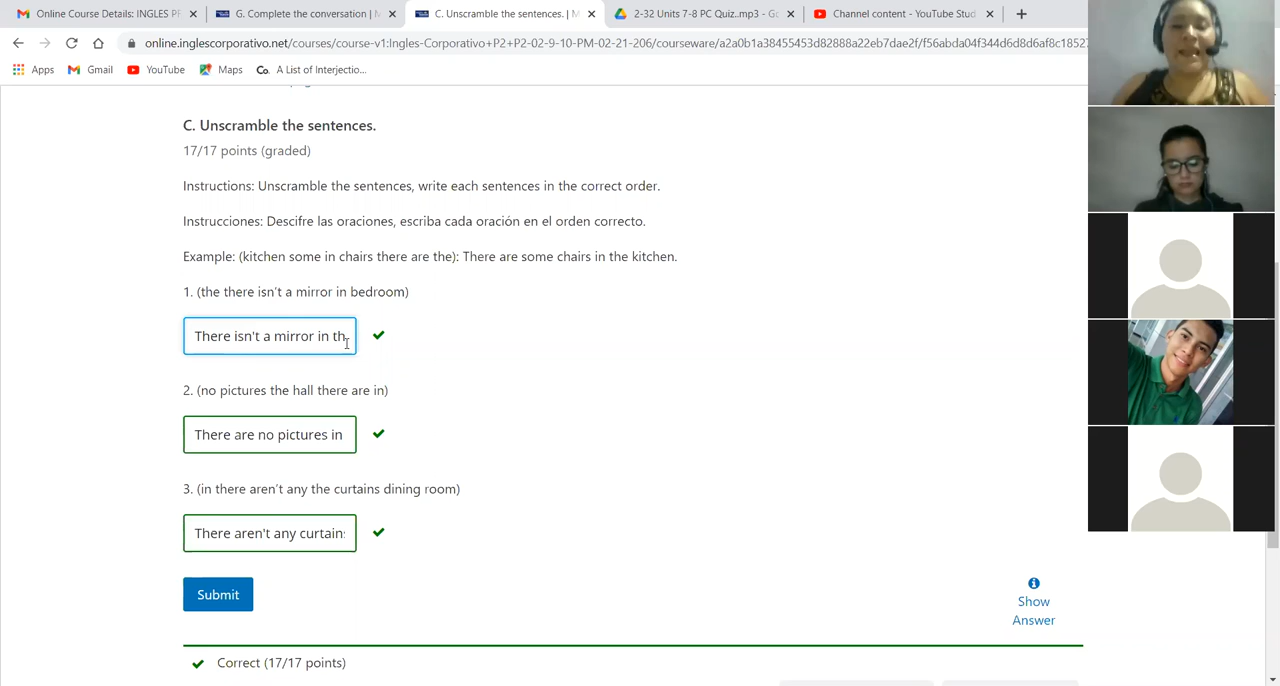 Online Course Details: INGLES PF
G. Complete the conversation | M
C. Unscramble the sentences. | M
2-32 Units 7-8 PC Quiz..mp3 - Go
Channel content - YouTube Stud
online.inglescorporativo.net/courses/course-v1:Ingles-Corporativo+P2+P2-02-9-10-PM-02-21-206/courseware/a2a0b1a38455453d82888a22eb7dae2f/f56abda04f344d6d8d6af8c18527
Apps
Gmail
YouTube
Maps
Co.
A List of Interjectio...
C. Unscramble the sentences.
17/17 points (graded)
Instructions: Unscramble the sentences, write each sentences in the correct order.
Instrucciones: Descifre las oraciones, escriba cada oración en el orden correcto.
Example: (kitchen some in chairs there are the): There are some chairs in the kitchen.
1. (the there isn't a mirror in bedroom)
There isn't a mirror in th
2. (no pictures the hall there are in)
There are no pictures in
3. (in there aren't any the curtains dining room)
There aren't any curtain
Submit
Show
Answer
Correct (17/17 points)